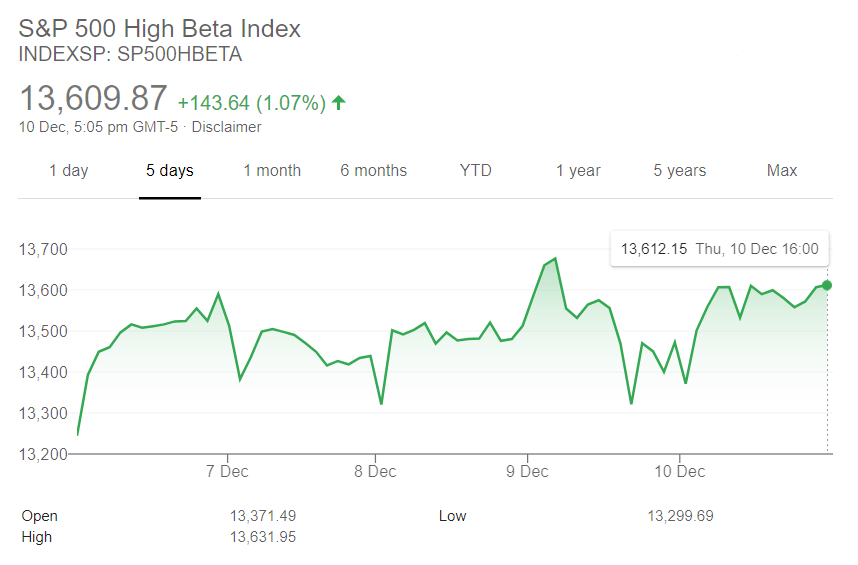 S&P 500 High Beta Index
INDEXSP: SP500HBETA
13,609.87 +143.64 (1.07%) ↑
10 Dec, 5:05 pm GMT-5 · Disclaimer
1 day 5 days 1 month 6 months YTD 1 year 5 years Max
13,612.15 Thu, 10 Dec 16:00
13,700
13,600
13,500
13,400
13,300
13,200
7 Dec 8 Dec 9 Dec 10 Dec
Open 13,371.49 Low 13,299.69
High 13,631.95